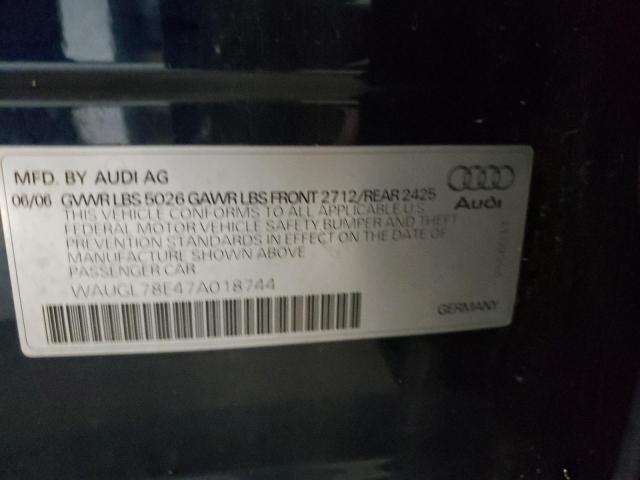 MFD. BY AUDI AG
06/06 GVWR LBS 5026 GAWR LBS FRONT 2712/REAR 2425
THIS VEHICLE CONFORMS TO ALL APPLICABLE U.S.
FEDERAL MOTOR VEHICLE SAFETY BUMPER AND THEFT
PREVENTION STANDARDS IN EFFECT ON THE DATE OF
MANUFACTURE SHOWN ABOVE
PASSENGER CAR
WAUGL78E47A018744
Audi
GERMANY